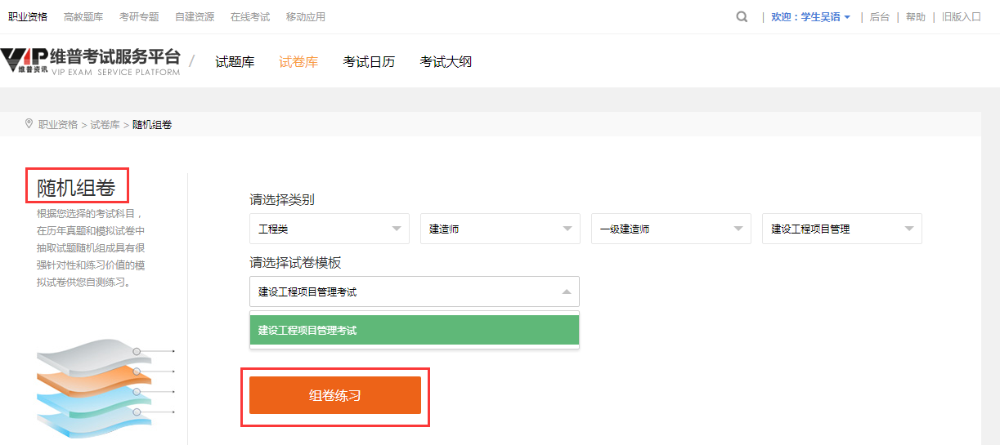 职业资格 高教题库 考研专题 自建资源 在线考试 移动应用 | 欢迎：学生吴语 | 后台 | 帮助 | 旧版入口
VIP 维普资讯 维普考试服务平台 / 试题库 试卷库 考试日历 考试大纲
VIP EXAM SERVICE PLATFORM
职业资格 > 试卷库 > 随机组卷
随机组卷
根据您选择的考试科目，
在历年真题和模拟试卷中
抽取试题随机组成具有很
强针对性和练习价值的模
拟试卷供您自测练习。
请选择类别
工程类 建造师 一级建造师 建设工程项目管理
请选择试卷模板
建设工程项目管理考试
建设工程项目管理考试
组卷练习